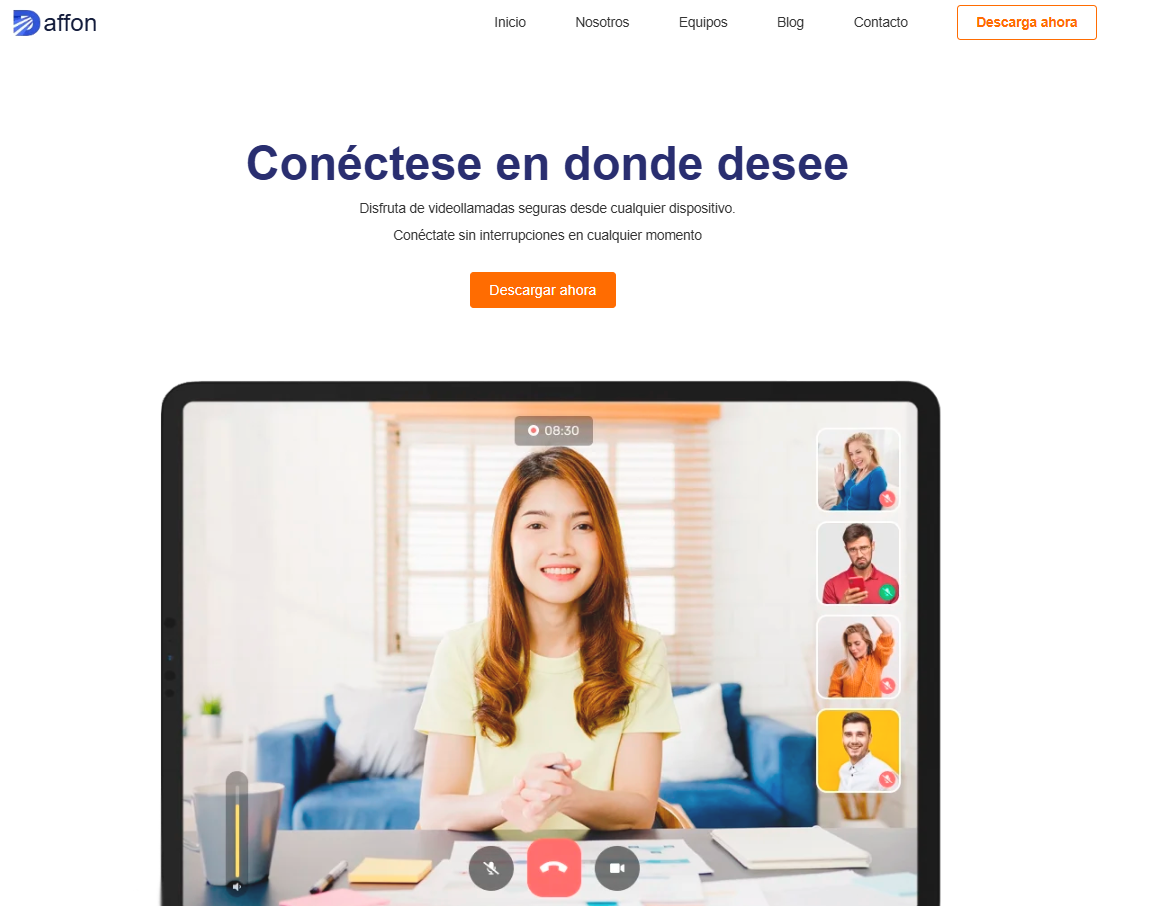 Daffon
Inicio Nosotros Equipos Blog Contacto Descarga ahora
Conéctese en donde desee
Disfruta de videollamadas seguras desde cualquier dispositivo.
Conéctate sin interrupciones en cualquier momento
Descargar ahora
08:30